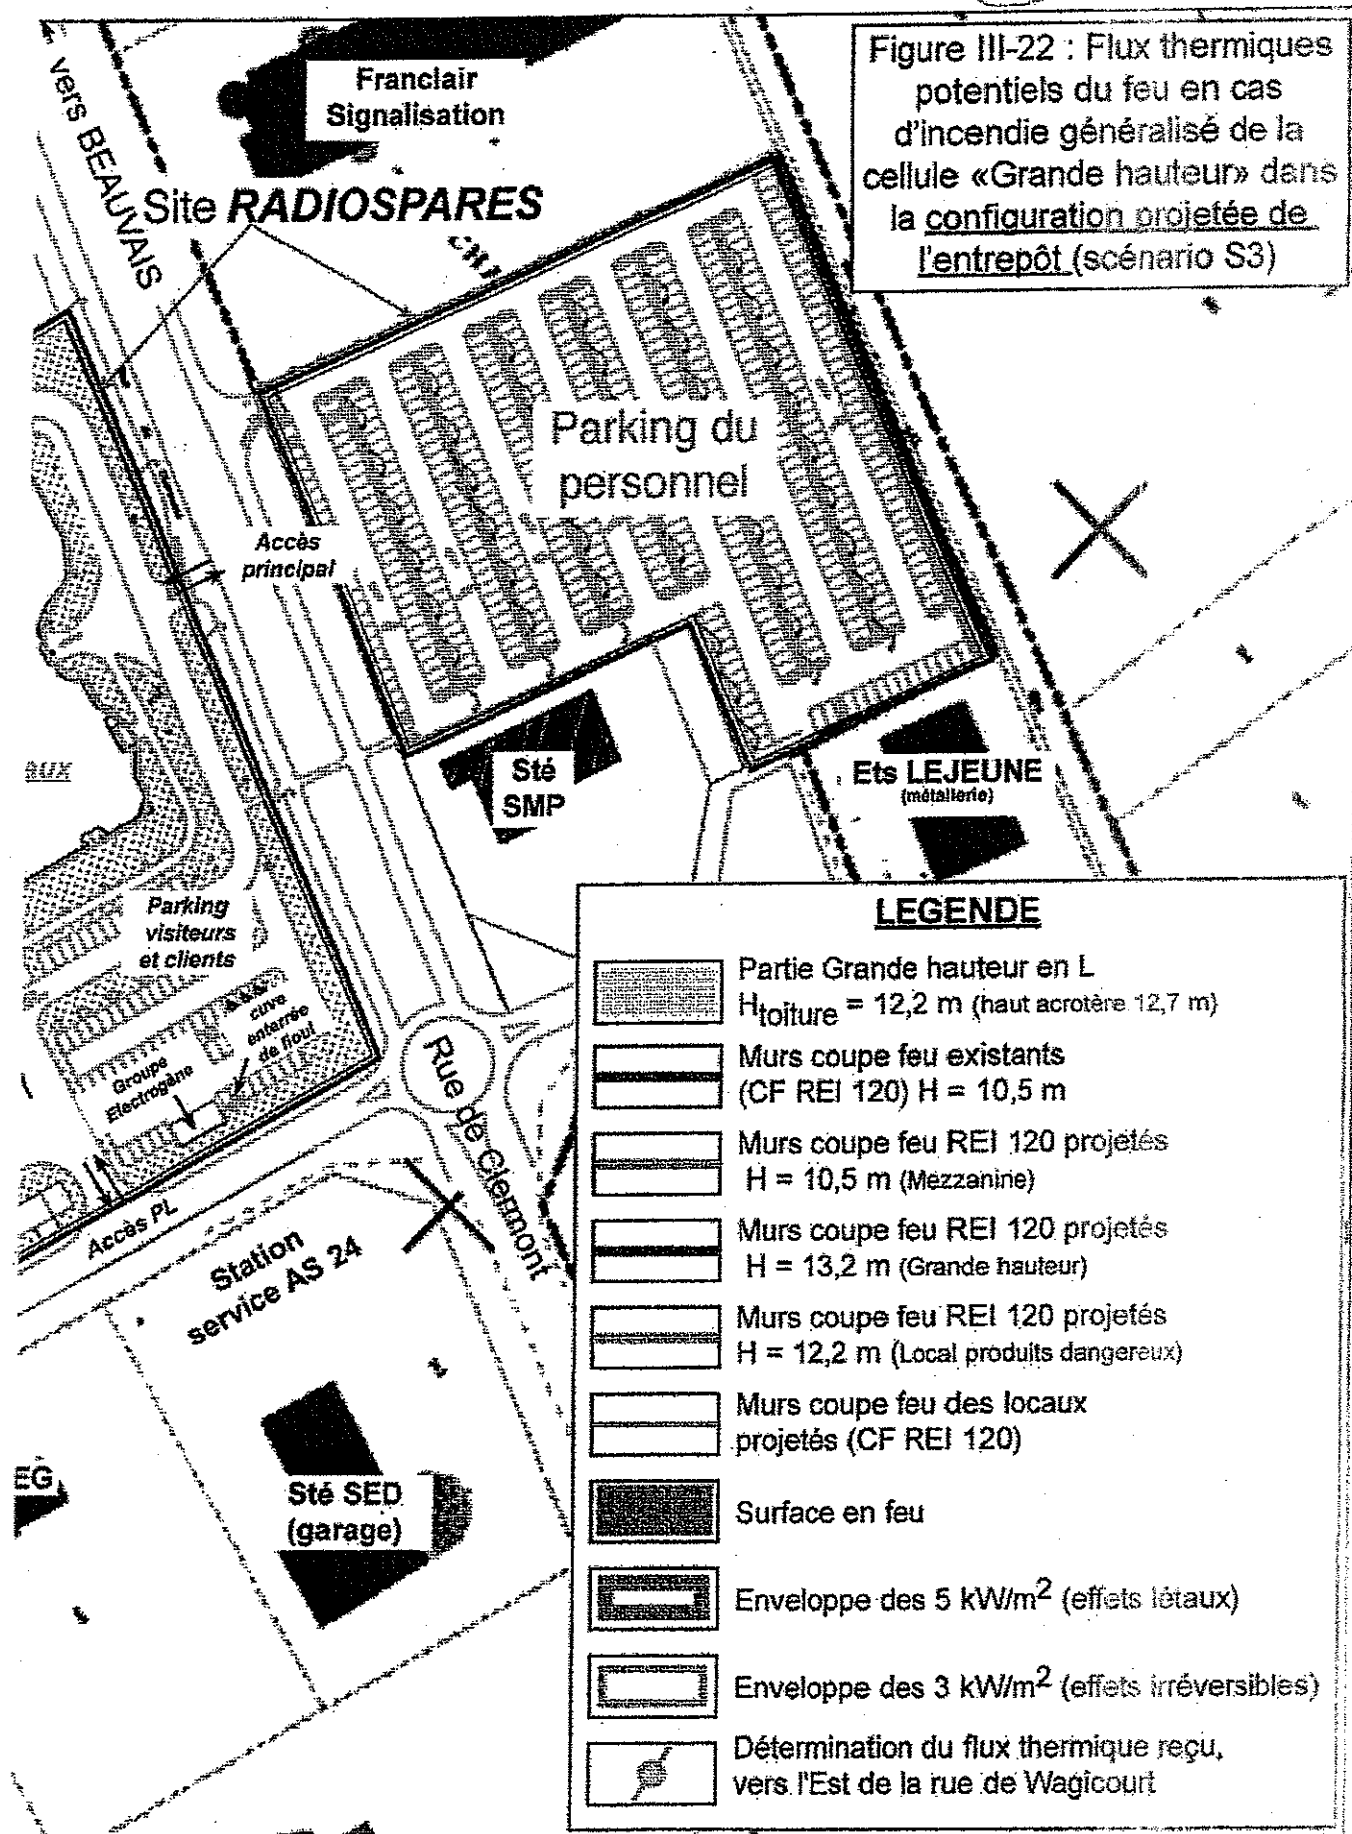 Figure III-22 : Flux thermiques
potentiels du feu en cas
d'incendie généralisé de la
cellule «Grande hauteur» dans
la configuration projetée de
l'entrepôt (scénario S3)
Franclair
Signalisation
vers BEAUVAIS
Site RADIOSPARES
Parking du
personnel
Accès
principal
aux
Sté
SMP
Ets LEJEUNE
(métallerie)
Parking
visiteurs
et clients
cuve
enterrée
de fioul
Groupe
Electrogène
Rue de Clermont
Accès PL
Station
service AS 24
EG
Sté SED
(garage)
LEGENDE
Partie Grande hauteur en L
Htoiture = 12,2 m (haut acrotère 12,7 m)
Murs coupe feu existants
(CF REI 120) H = 10,5 m
Murs coupe feu REI 120 projetés
H = 10,5 m (Mezzanine)
Murs coupe feu REI 120 projetés
H = 13,2 m (Grande hauteur)
Murs coupe feu REI 120 projetés
H = 12,2 m (Local produits dangereux)
Murs coupe feu des locaux
projetés (CF REI 120)
Surface en feu
Enveloppe des 5 kW/m² (effets létaux)
Enveloppe des 3 kW/m² (effets irréversibles)
Détermination du flux thermique reçu,
vers l'Est de la rue de Wagicourt